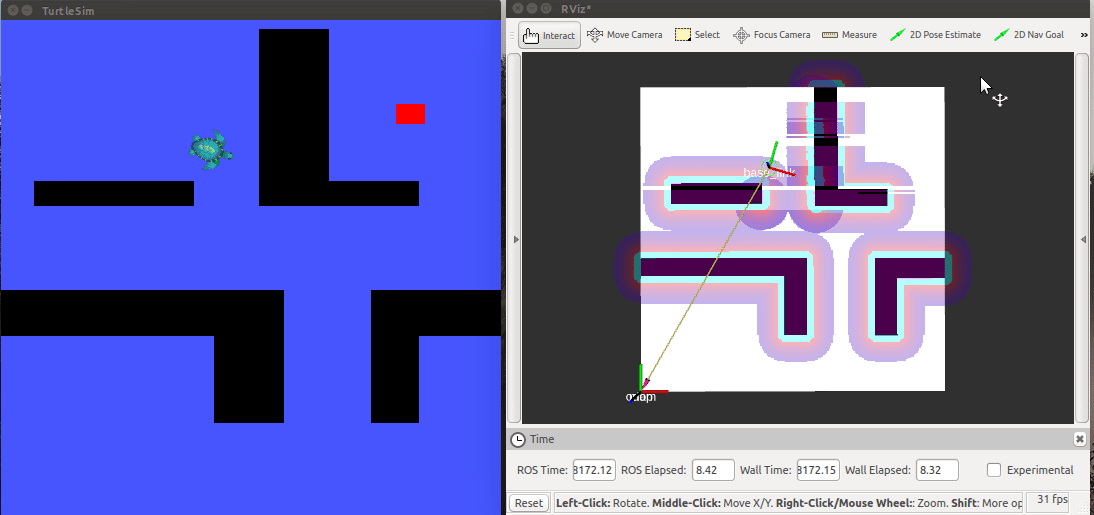 TurtleSim
RViz*
Interact
Move Camera
Select
Focus Camera
Measure
2D Pose Estimate
2D Nav Goal
»
base_link
Time
ROS Time: 3172.12 ROS Elapsed: 8.42 Wall Time: 3172.15 Wall Elapsed: 8.32 Experimental
Reset
Left-Click: Rotate. Middle-Click: Move X/Y. Right-Click/Mouse Wheel:: Zoom. Shift: More op
31 fps